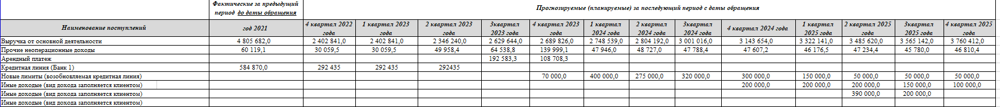 Фактические за предыдущий период до даты обращения Прогнозируемые (планируемые) за последующий период с даты обращения
Наименование поступлений год 2021 4 квартал 2022 года 1 квартал 2023 года 2 квартал 2023 года 3квартал 2023 года 4 квартал 2023 года 1 квартал 2024 года 2 квартал 2024 года 3квартал 2024 года 4 квартал 2024 года 1 квартал 2025 года 2 квартал 2025 года 3квартал 2025 года 4 квартал 2025 года
Выручка от основной деятельности 4 805 682,0 2 402 841,0 2 402 841,0 2 346 240,0 2 629 644,0 2 689 826,0 2 748 539,0 2 804 192,0 3 001 016,0 3 143 654,0 3 322 141,0 3 485 620,0 3 565 142,0 3 760 412,0
Прочие неоперационные доходы 60 119,1 30 059,5 30 059,5 49 958,4 64 538,8 139 999,1 47 946,0 48 727,0 47 788,4 47 607,2 46 176,5 47 234,4 45 780,0 46 810,4
Арендный платеж 192 583,3 108 708,3
Кредитная линия (Банк 1) 584 870,0 292 435 292 435 292435
Новые лимиты (возобновляемая кредитная линия) 70 000,0 400 000,0 275 000,0 320 000,0 300 000,0 150 000,0 50 000,0 50 000,0 50 000,0
Иные доходые (вид дохода заполняется клиентом) 200 000,0 200 000,0 200 000,0 150 000,0 100 000,0
Иные доходые (вид дохода заполняется клиентом) 390 000,0 200 000,0
Иные доходые (вид дохода заполняется клиентом)